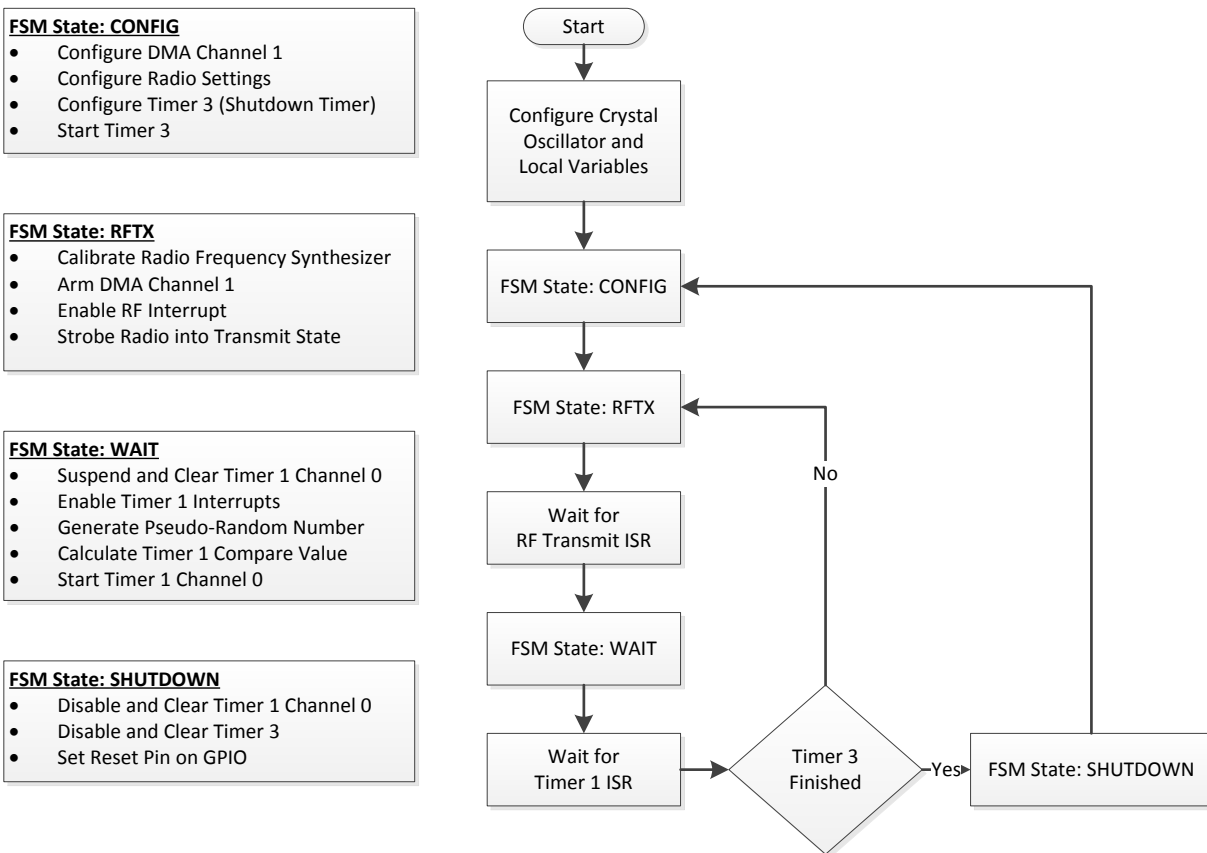 FSM State: CONFIG
• Configure DMA Channel 1
• Configure Radio Settings
• Configure Timer 3 (Shutdown Timer)
• Start Timer 3
FSM State: RFTX
• Calibrate Radio Frequency Synthesizer
• Arm DMA Channel 1
• Enable RF Interrupt
• Strobe Radio into Transmit State
FSM State: WAIT
• Suspend and Clear Timer 1 Channel 0
• Enable Timer 1 Interrupts
• Generate Pseudo-Random Number
• Calculate Timer 1 Compare Value
• Start Timer 1 Channel 0
FSM State: SHUTDOWN
• Disable and Clear Timer 1 Channel 0
• Disable and Clear Timer 3
• Set Reset Pin on GPIO
Start
Configure Crystal
Oscillator and
Local Variables
FSM State: CONFIG
FSM State: RFTX
No
Wait for
RF Transmit ISR
FSM State: WAIT
Wait for
Timer 1 ISR
Timer 3
Finished
Yes
FSM State: SHUTDOWN